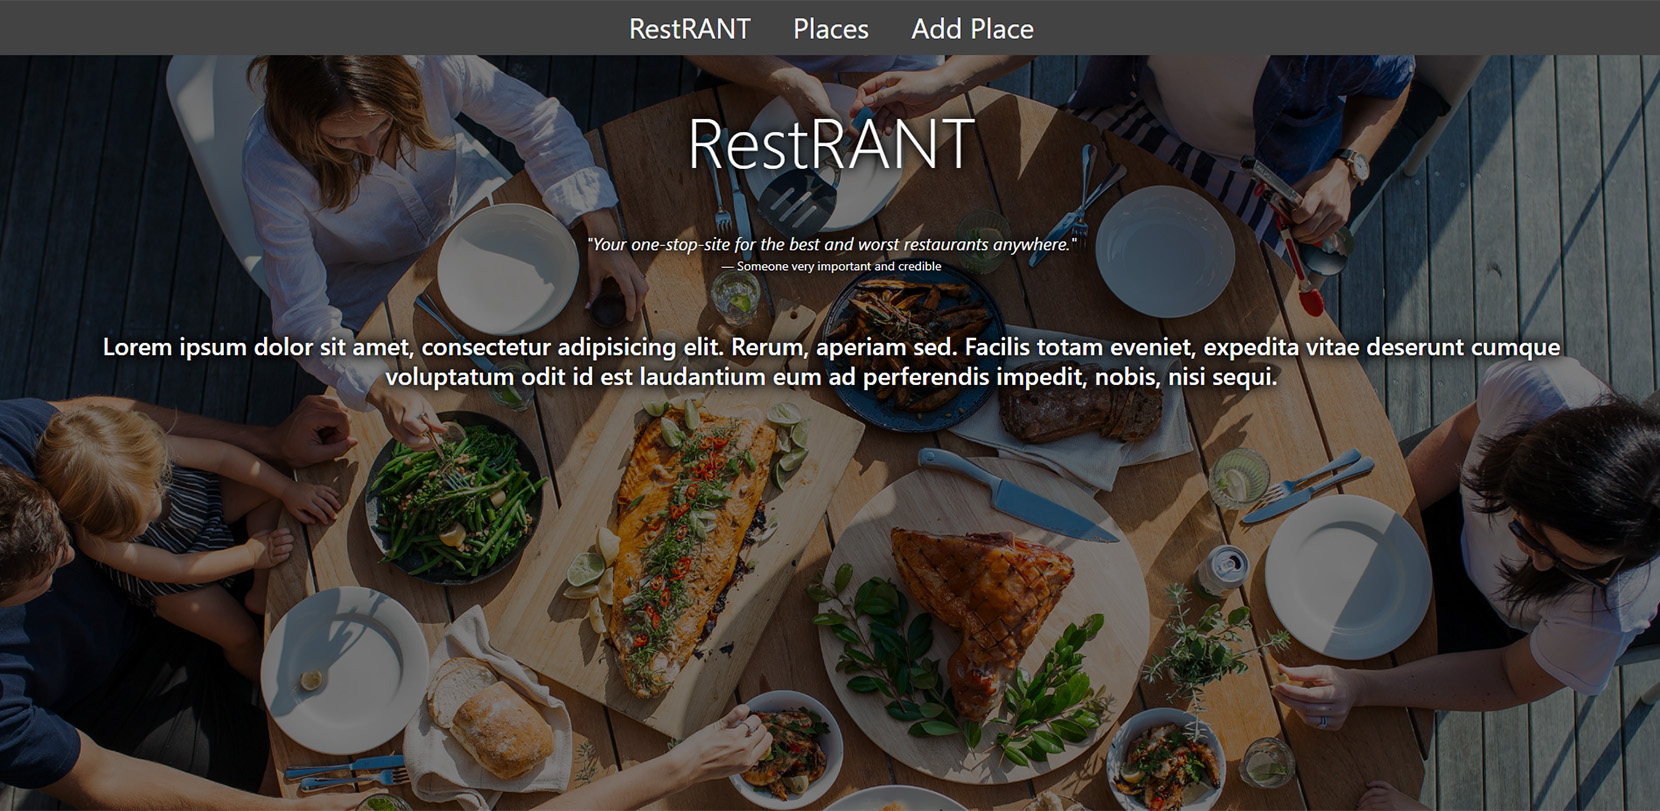 RestRANT Places Add Place
RestRANT
"Your one-stop-site for the best and worst restaurants anywhere."
— Someone very important and credible
Lorem ipsum dolor sit amet, consectetur adipisicing elit. Rerum, aperiam sed. Facilis totam eveniet, expedita vitae deserunt cumque
voluptatum odit id est laudantium eum ad perferendis impedit, nobis, nisi sequi.